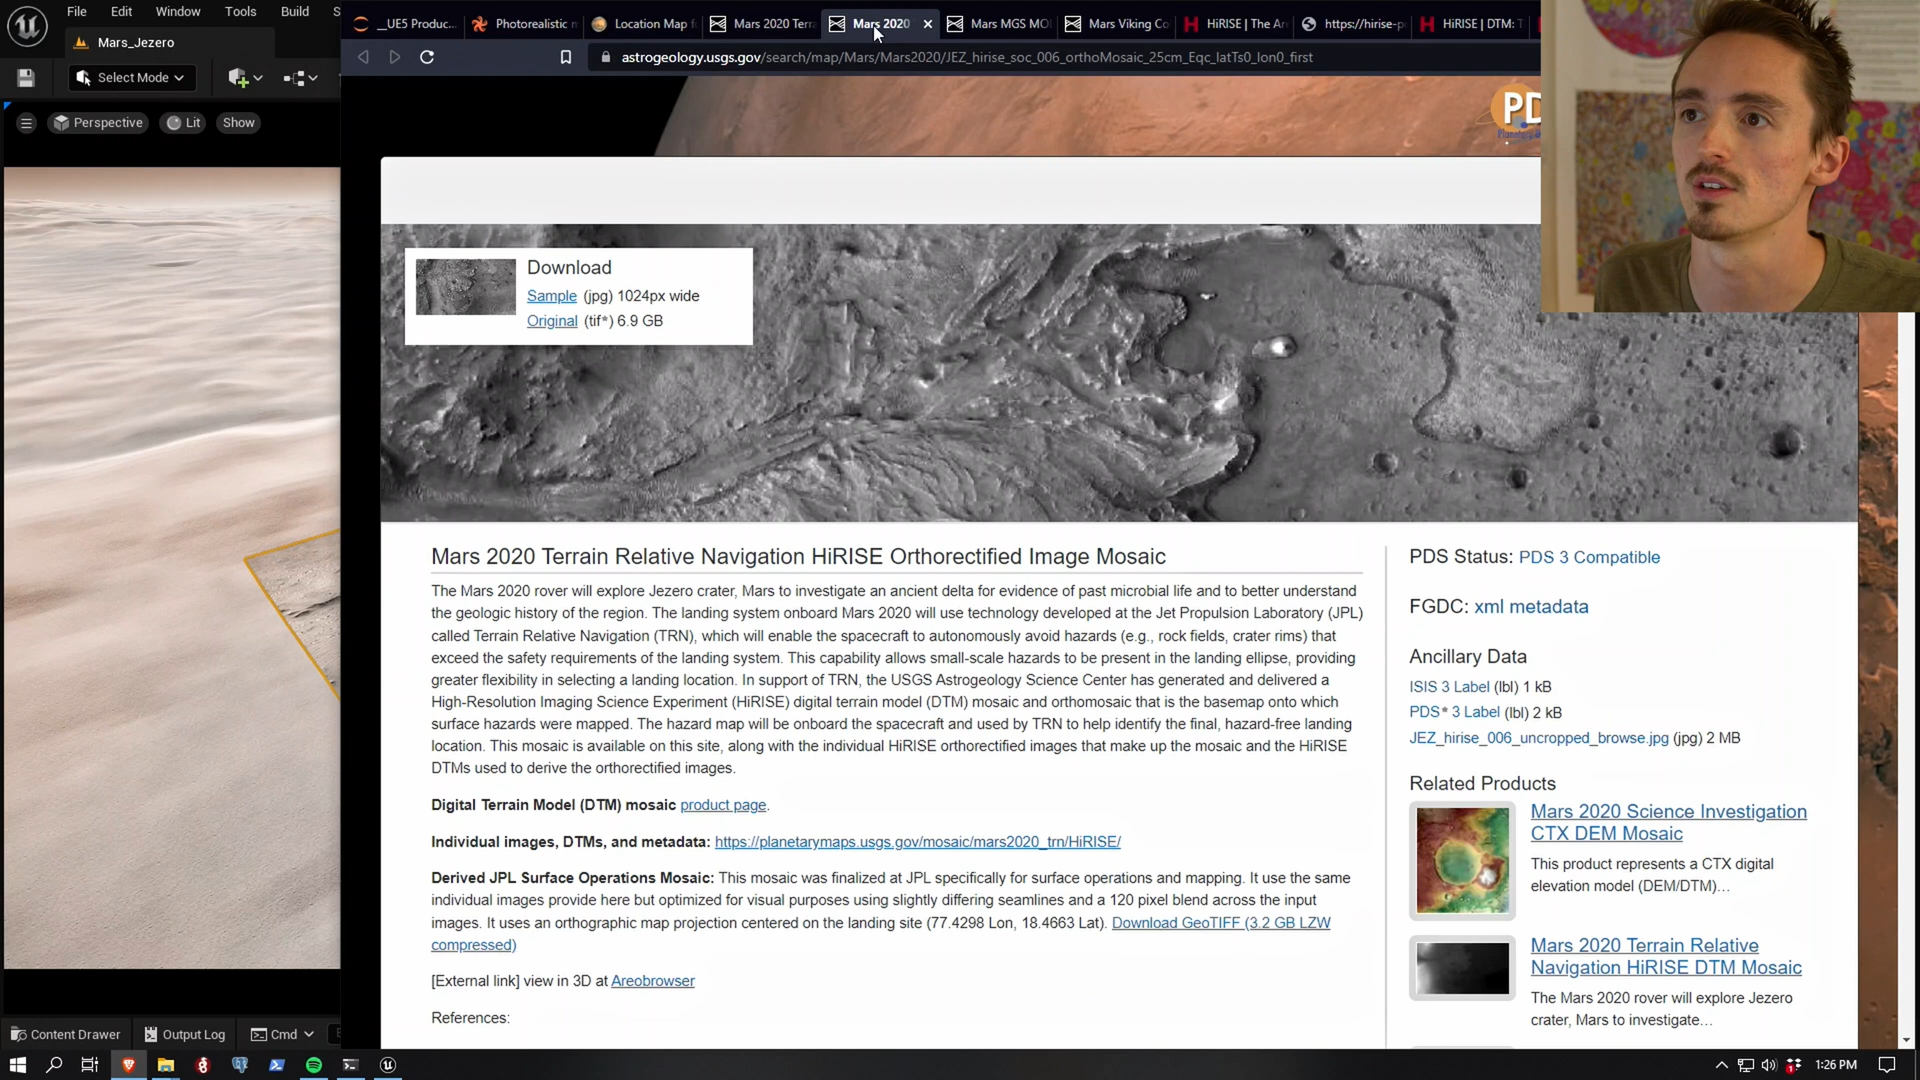 File Edit Window Tools Build
Mars_Jezero
Select Mode
Perspective Lit Show
__UE5 Produc...
Photorealistic
Location Map f
Mars 2020 Terr
Mars 2020
Mars MGS MO
Mars Viking Co
HiRISE | The Ar
https://hirise-p
HiRISE | DTM: T
astrogeology.usgs.gov/search/map/Mars/Mars2020/JEZ_hirise_soc_006_orthoMosaic_25cm_Eqc_latTs0_lon0_first
Download
Sample (jpg) 1024px wide
Original (tif*) 6.9 GB
Mars 2020 Terrain Relative Navigation HiRISE Orthorectified Image Mosaic
The Mars 2020 rover will explore Jezero crater, Mars to investigate an ancient delta for evidence of past microbial life and to better understand
the geologic history of the region. The landing system onboard Mars 2020 will use technology developed at the Jet Propulsion Laboratory (JPL)
called Terrain Relative Navigation (TRN), which will enable the spacecraft to autonomously avoid hazards (e.g., rock fields, crater rims) that
exceed the safety requirements of the landing system. This capability allows small-scale hazards to be present in the landing ellipse, providing
greater flexibility in selecting a landing location. In support of TRN, the USGS Astrogeology Science Center has generated and delivered a
High-Resolution Imaging Science Experiment (HiRISE) digital terrain model (DTM) mosaic and orthomosaic that is the basemap onto which
surface hazards were mapped. The hazard map will be onboard the spacecraft and used by TRN to help identify the final, hazard-free landing
location. This mosaic is available on this site, along with the individual HiRISE orthorectified images that make up the mosaic and the HiRISE
DTMs used to derive the orthorectified images.
Digital Terrain Model (DTM) mosaic product page.
Individual images, DTMs, and metadata: https://planetarymaps.usgs.gov/mosaic/mars2020_trn/HiRISE/
Derived JPL Surface Operations Mosaic: This mosaic was finalized at JPL specifically for surface operations and mapping. It use the same
individual images provide here but optimized for visual purposes using slightly differing seamlines and a 120 pixel blend across the input
images. It uses an orthographic map projection centered on the landing site (77.4298 Lon, 18.4663 Lat). Download GeoTIFF (3.2 GB LZW
compressed)
[External link] view in 3D at Areobrowser
References:
PDS Status: PDS 3 Compatible
FGDC: xml metadata
Ancillary Data
ISIS 3 Label (lbl) 1 kB
PDS* 3 Label (lbl) 2 kB
JEZ_hirise_006_uncropped_browse.jpg (jpg) 2 MB
Related Products
Mars 2020 Science Investigation
CTX DEM Mosaic
This product represents a CTX digital
elevation model (DEM/DTM)...
Mars 2020 Terrain Relative
Navigation HiRISE DTM Mosaic
The Mars 2020 rover will explore Jezero
crater, Mars to investigate...
Content Drawer Output Log Cmd
1:26 PM